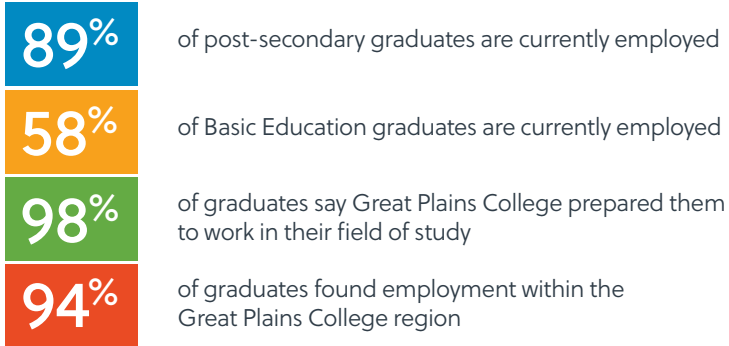 89% of post-secondary graduates are currently employed
58% of Basic Education graduates are currently employed
98% of graduates say Great Plains College prepared them
to work in their field of study
94% of graduates found employment within the
Great Plains College region